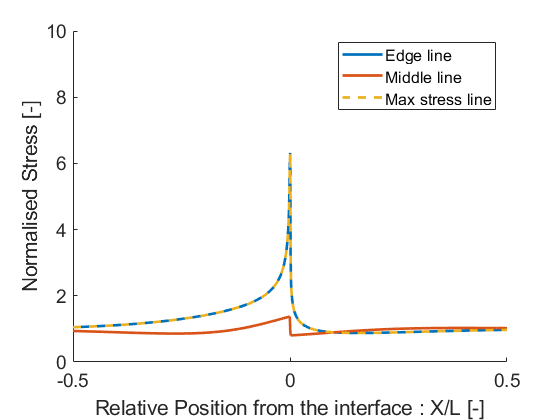 10
8
6
4
2
0
-0.5
0
0.5
Normalised Stress [-]
Relative Position from the interface : X/L [-]
Edge line
Middle line
Max stress line